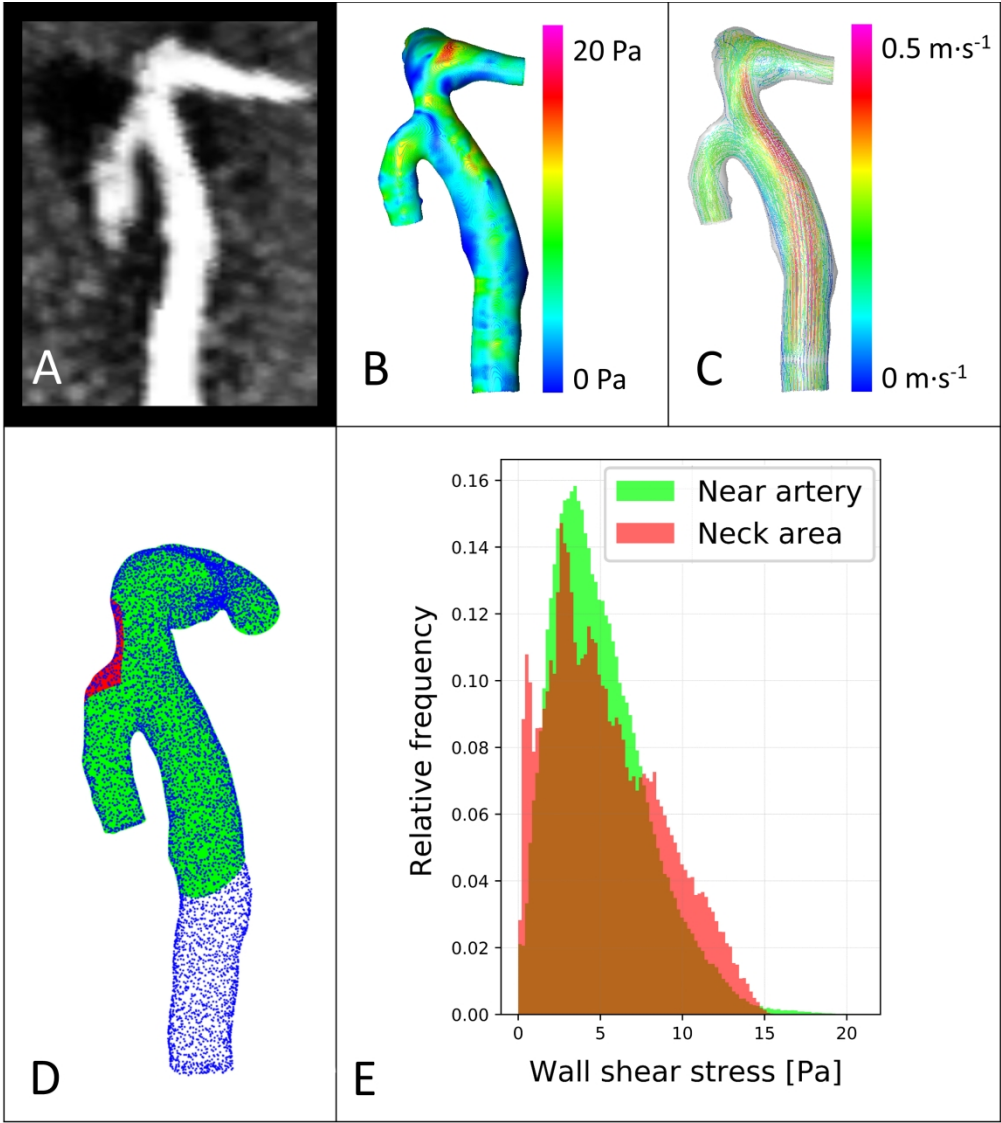 A
B
20 Pa
0 Pa
C
0.5 m·s-1
0 m·s-1
D
E
Near artery
Neck area
Relative frequency
0.16
0.14
0.12
0.10
0.08
0.06
0.04
0.02
0.00
0 5 10 15 20
Wall shear stress [Pa]